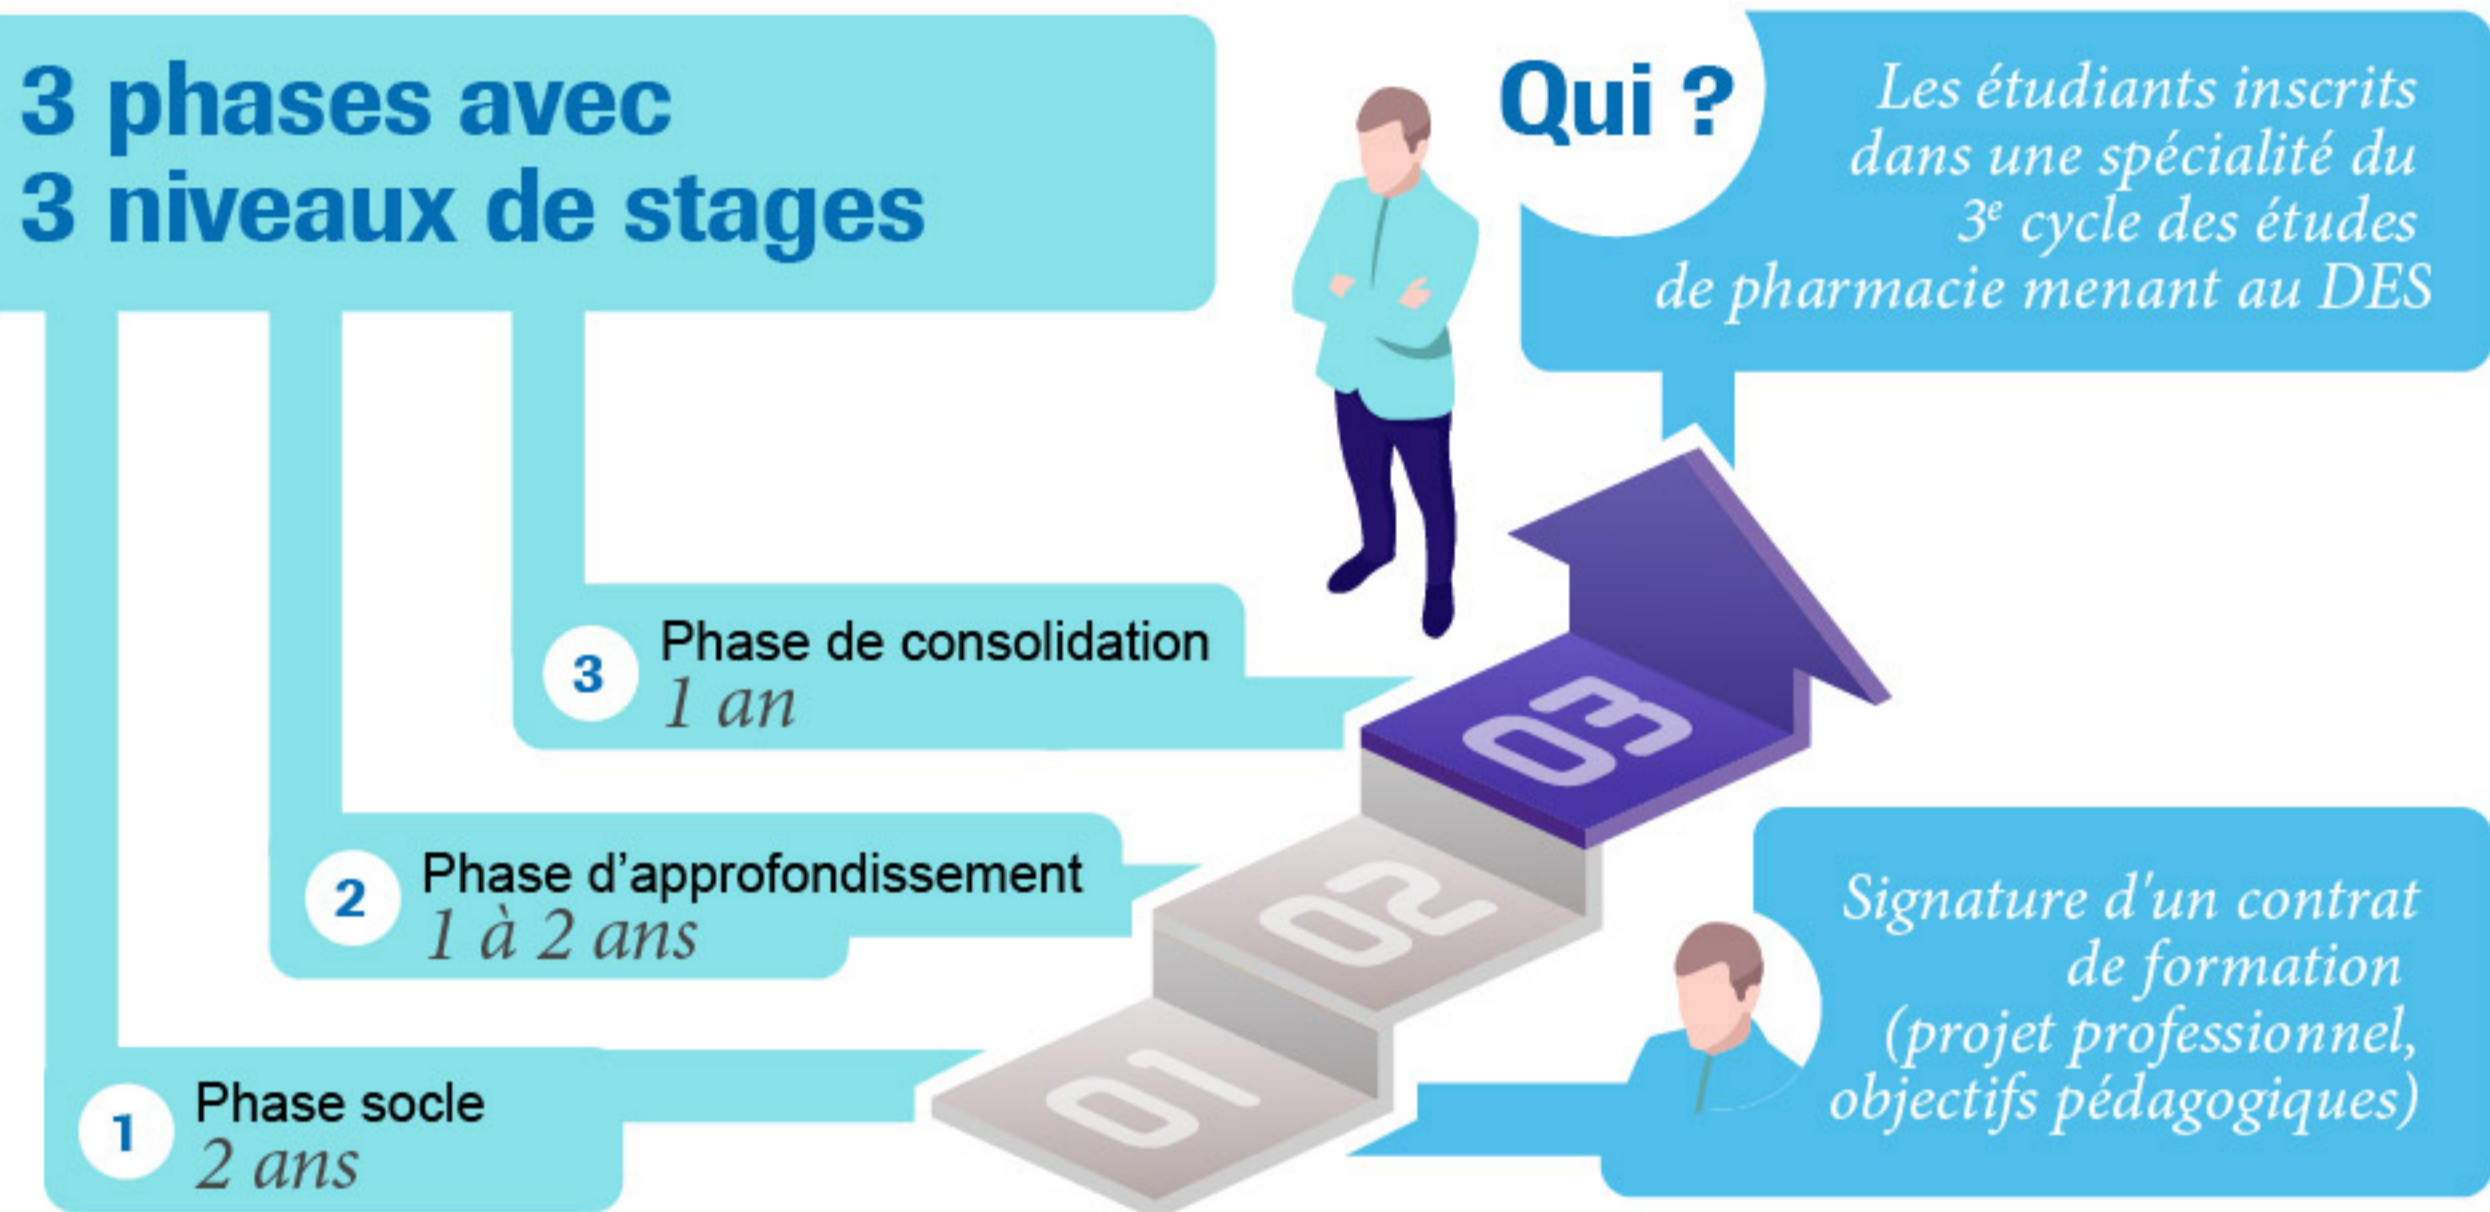 3 phases avec
3 niveaux de stages
Qui ?
Les étudiants inscrits
dans une spécialité du
3e cycle des études
de pharmacie menant au DES
3
Phase de consolidation
1 an
03
2
Phase d’approfondissement
1 à 2 ans
02
1
Phase socle
2 ans
01
Signature d'un contrat
de formation
(projet professionnel,
objectifs pédagogiques)